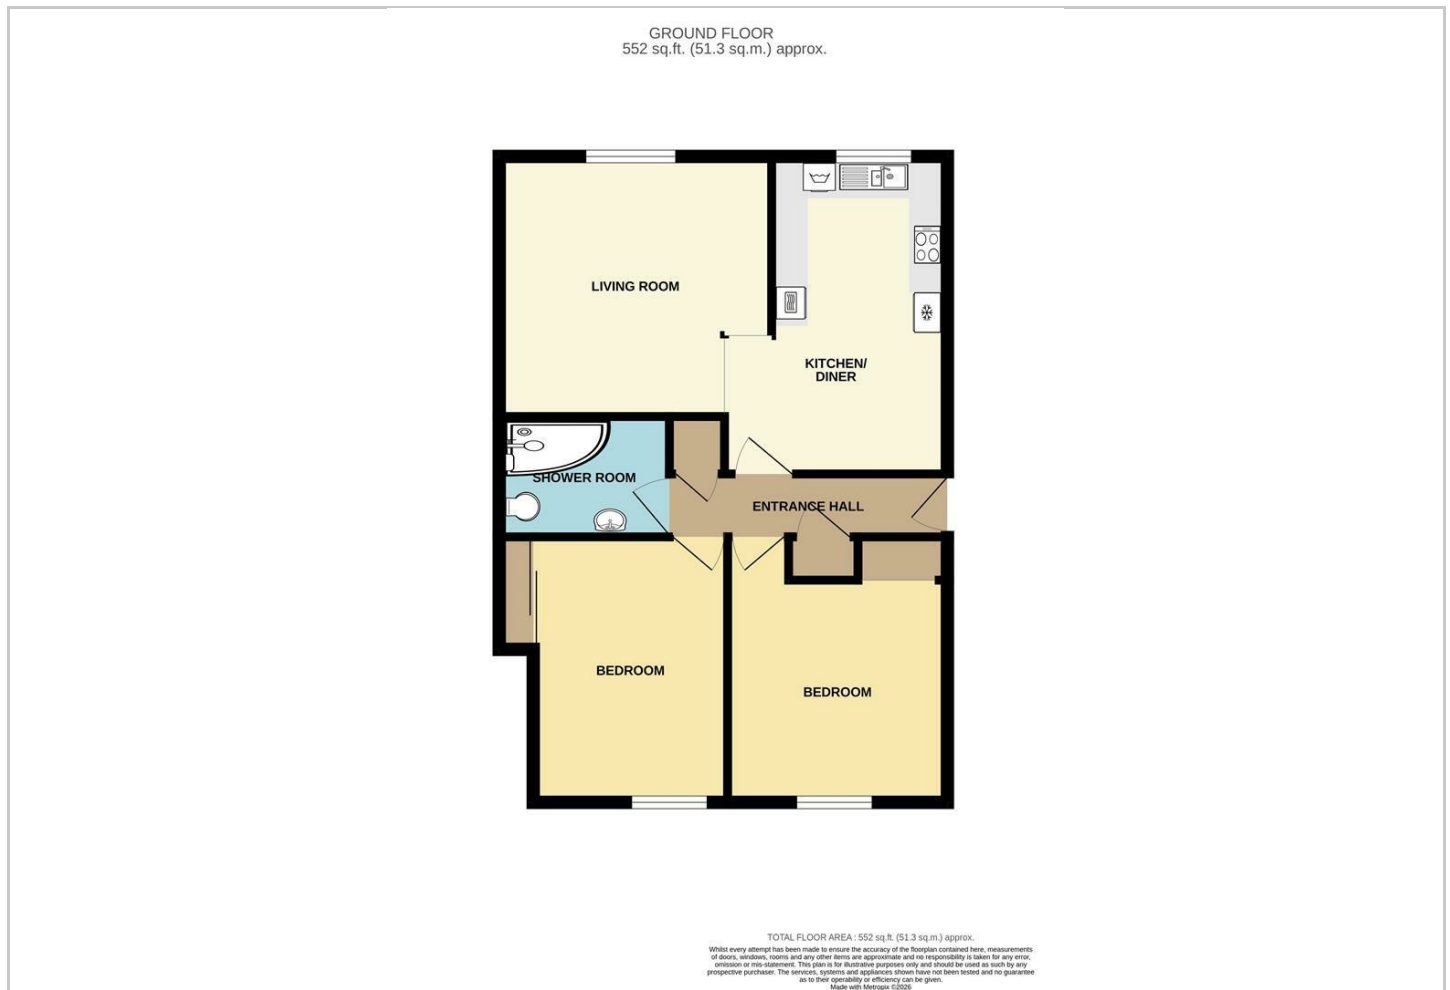 GROUND FLOOR
552 sq.ft. (51.3 sq.m.) approx.
LIVING ROOM
KITCHEN/
DINER
SHOWER ROOM
ENTRANCE HALL
BEDROOM
BEDROOM
TOTAL FLOOR AREA : 552 sq.ft. (51.3 sq.m.) approx.
Whilst every attempt has been made to ensure the accuracy of the floorplan contained here, measurements
of doors, windows, rooms and any other items are approximate and no responsibility is taken for any error,
omission or mis-statement. This plan is for illustrative purposes only and should be used as such by any
prospective purchaser. The services, systems and appliances shown have not been tested and no guarantee
as to their operability or efficiency can be given.
Made with Metropix ©2026